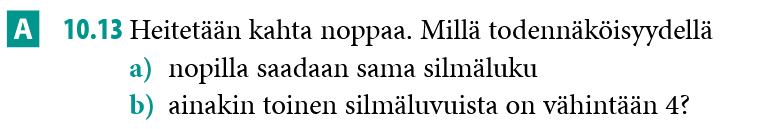 A 10.13 Heitetään kahta noppaa. Millä todennäköisyydellä
a) nopilla saadaan sama silmäluku
b) ainakin toinen silmäluvuista on vähintään 4?